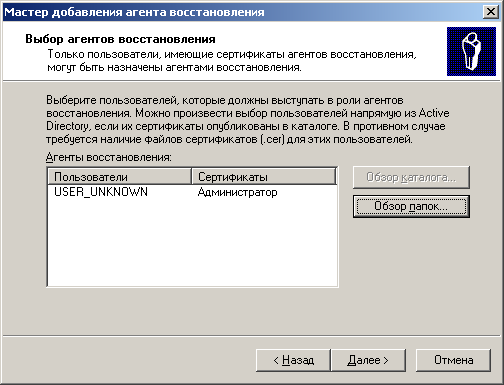 Мастер добавления агента восстановления
Выбор агентов восстановления
Только пользователи, имеющие сертификаты агентов восстановления,
могут быть назначены агентами восстановления.
Выберите пользователей, которые должны выступать в роли агентов
восстановления. Можно произвести выбор пользователей напрямую из Active
Directory, если их сертификаты опубликованы в каталоге. В противном случае
требуется наличие файлов сертификатов (.cer) для этих пользователей.
Агенты восстановления:
Пользователи Сертификаты
USER_UNKNOWN Администратор
Обзор каталога...
Обзор папок...
< Назад Далее > Отмена